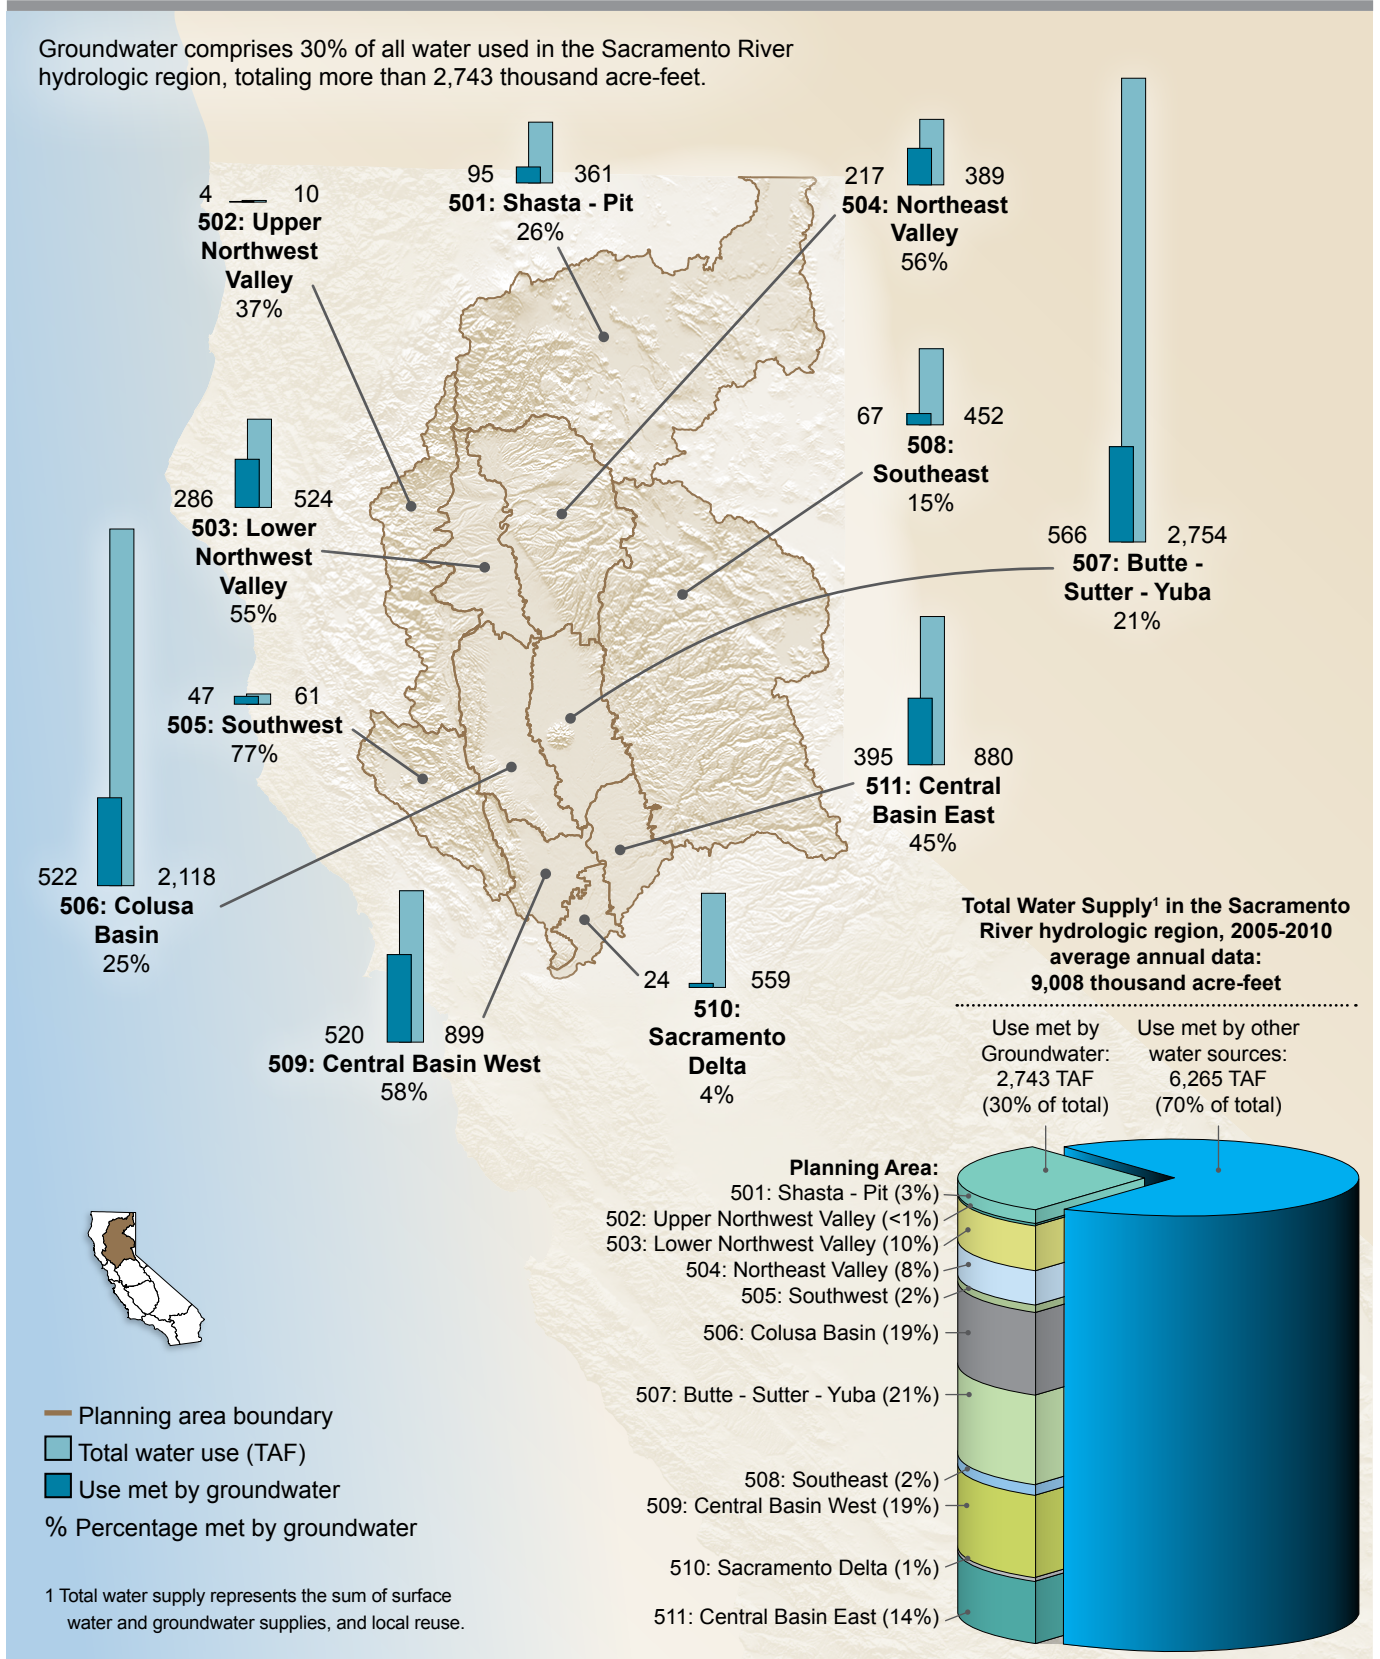 Groundwater comprises 30% of all water used in the Sacramento River
hydrologic region, totaling more than 2,743 thousand acre-feet.
4 10
502: Upper
Northwest
Valley
37%
95 361
501: Shasta - Pit
26%
217 389
504: Northeast
Valley
56%
67 452
508:
Southeast
15%
286 524
503: Lower
Northwest
Valley
55%
566 2,754
507: Butte -
Sutter - Yuba
21%
47 61
505: Southwest
77%
395 880
511: Central
Basin East
45%
522 2,118
506: Colusa
Basin
25%
520 899
509: Central Basin West
58%
24 559
510:
Sacramento
Delta
4%
Total Water Supply¹ in the Sacramento
River hydrologic region, 2005-2010
average annual data:
9,008 thousand acre-feet
Use met by
Groundwater:
2,743 TAF
(30% of total)
Use met by other
water sources:
6,265 TAF
(70% of total)
Planning Area:
501: Shasta - Pit (3%)
502: Upper Northwest Valley (<1%)
503: Lower Northwest Valley (10%)
504: Northeast Valley (8%)
505: Southwest (2%)
506: Colusa Basin (19%)
507: Butte - Sutter - Yuba (21%)
508: Southeast (2%)
509: Central Basin West (19%)
510: Sacramento Delta (1%)
511: Central Basin East (14%)
Planning area boundary
Total water use (TAF)
Use met by groundwater
% Percentage met by groundwater
1 Total water supply represents the sum of surface
water and groundwater supplies, and local reuse.